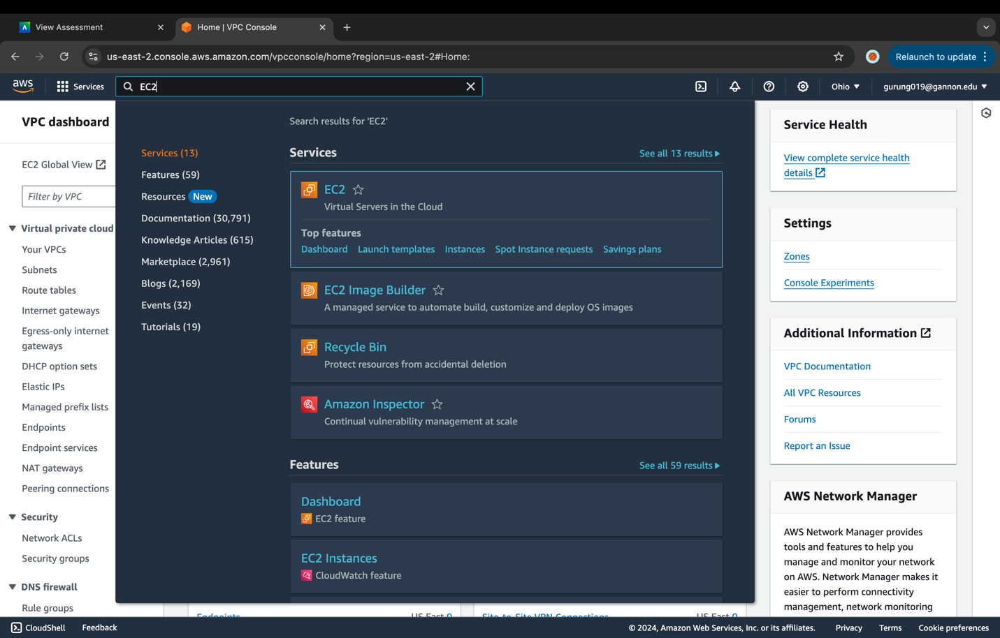 View Assessment
Home | VPC Console
us-east-2.console.aws.amazon.com/vpcconsole/home?region=us-east-2#Home:
Relaunch to update
aws
Services
EC2
Ohio
gurung019@gannon.edu
VPC dashboard
EC2 Global View
Filter by VPC
Virtual private cloud
Your VPCs
Subnets
Route tables
Internet gateways
Egress-only internet
gateways
DHCP option sets
Elastic IPs
Managed prefix lists
Endpoints
Endpoint services
NAT gateways
Peering connections
Security
Network ACLs
Security groups
DNS firewall
Rule groups
Search results for 'EC2'
Services (13)
Features (59)
Resources New
Documentation (30,791)
Knowledge Articles (615)
Marketplace (2,961)
Blogs (2,169)
Events (32)
Tutorials (19)
Services
See all 13 results
EC2
Virtual Servers in the Cloud
Top features
Dashboard Launch templates Instances Spot Instance requests Savings plans
EC2 Image Builder
A managed service to automate build, customize and deploy OS images
Recycle Bin
Protect resources from accidental deletion
Amazon Inspector
Continual vulnerability management at scale
Features
See all 59 results
Dashboard
EC2 feature
EC2 Instances
CloudWatch feature
Endpoints US East 0
Site-to-Site VPN Connections US East 0
Service Health
View complete service health
details
Settings
Zones
Console Experiments
Additional Information
VPC Documentation
All VPC Resources
Forums
Report an Issue
AWS Network Manager
AWS Network Manager provides
tools and features to help you
manage and monitor your network
on AWS. Network Manager makes it
easier to perform connectivity
management, network monitoring
CloudShell
Feedback
© 2024, Amazon Web Services, Inc. or its affiliates.
Privacy
Terms
Cookie preferences